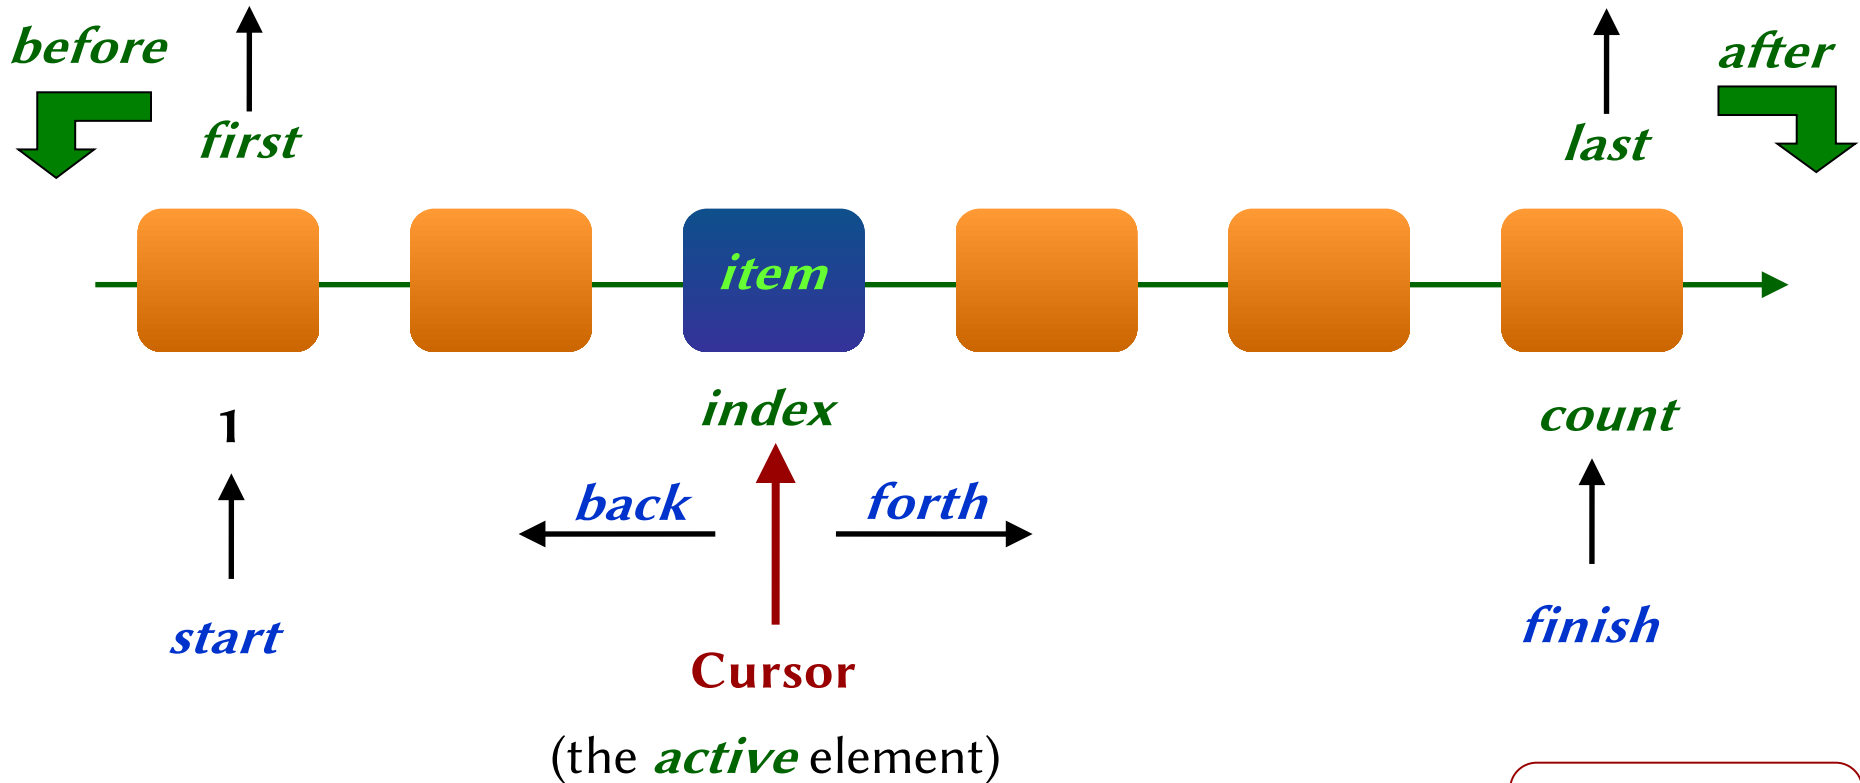 before
after
first
last
item
1
index
count
back
forth
start
finish
Cursor
(the active element)